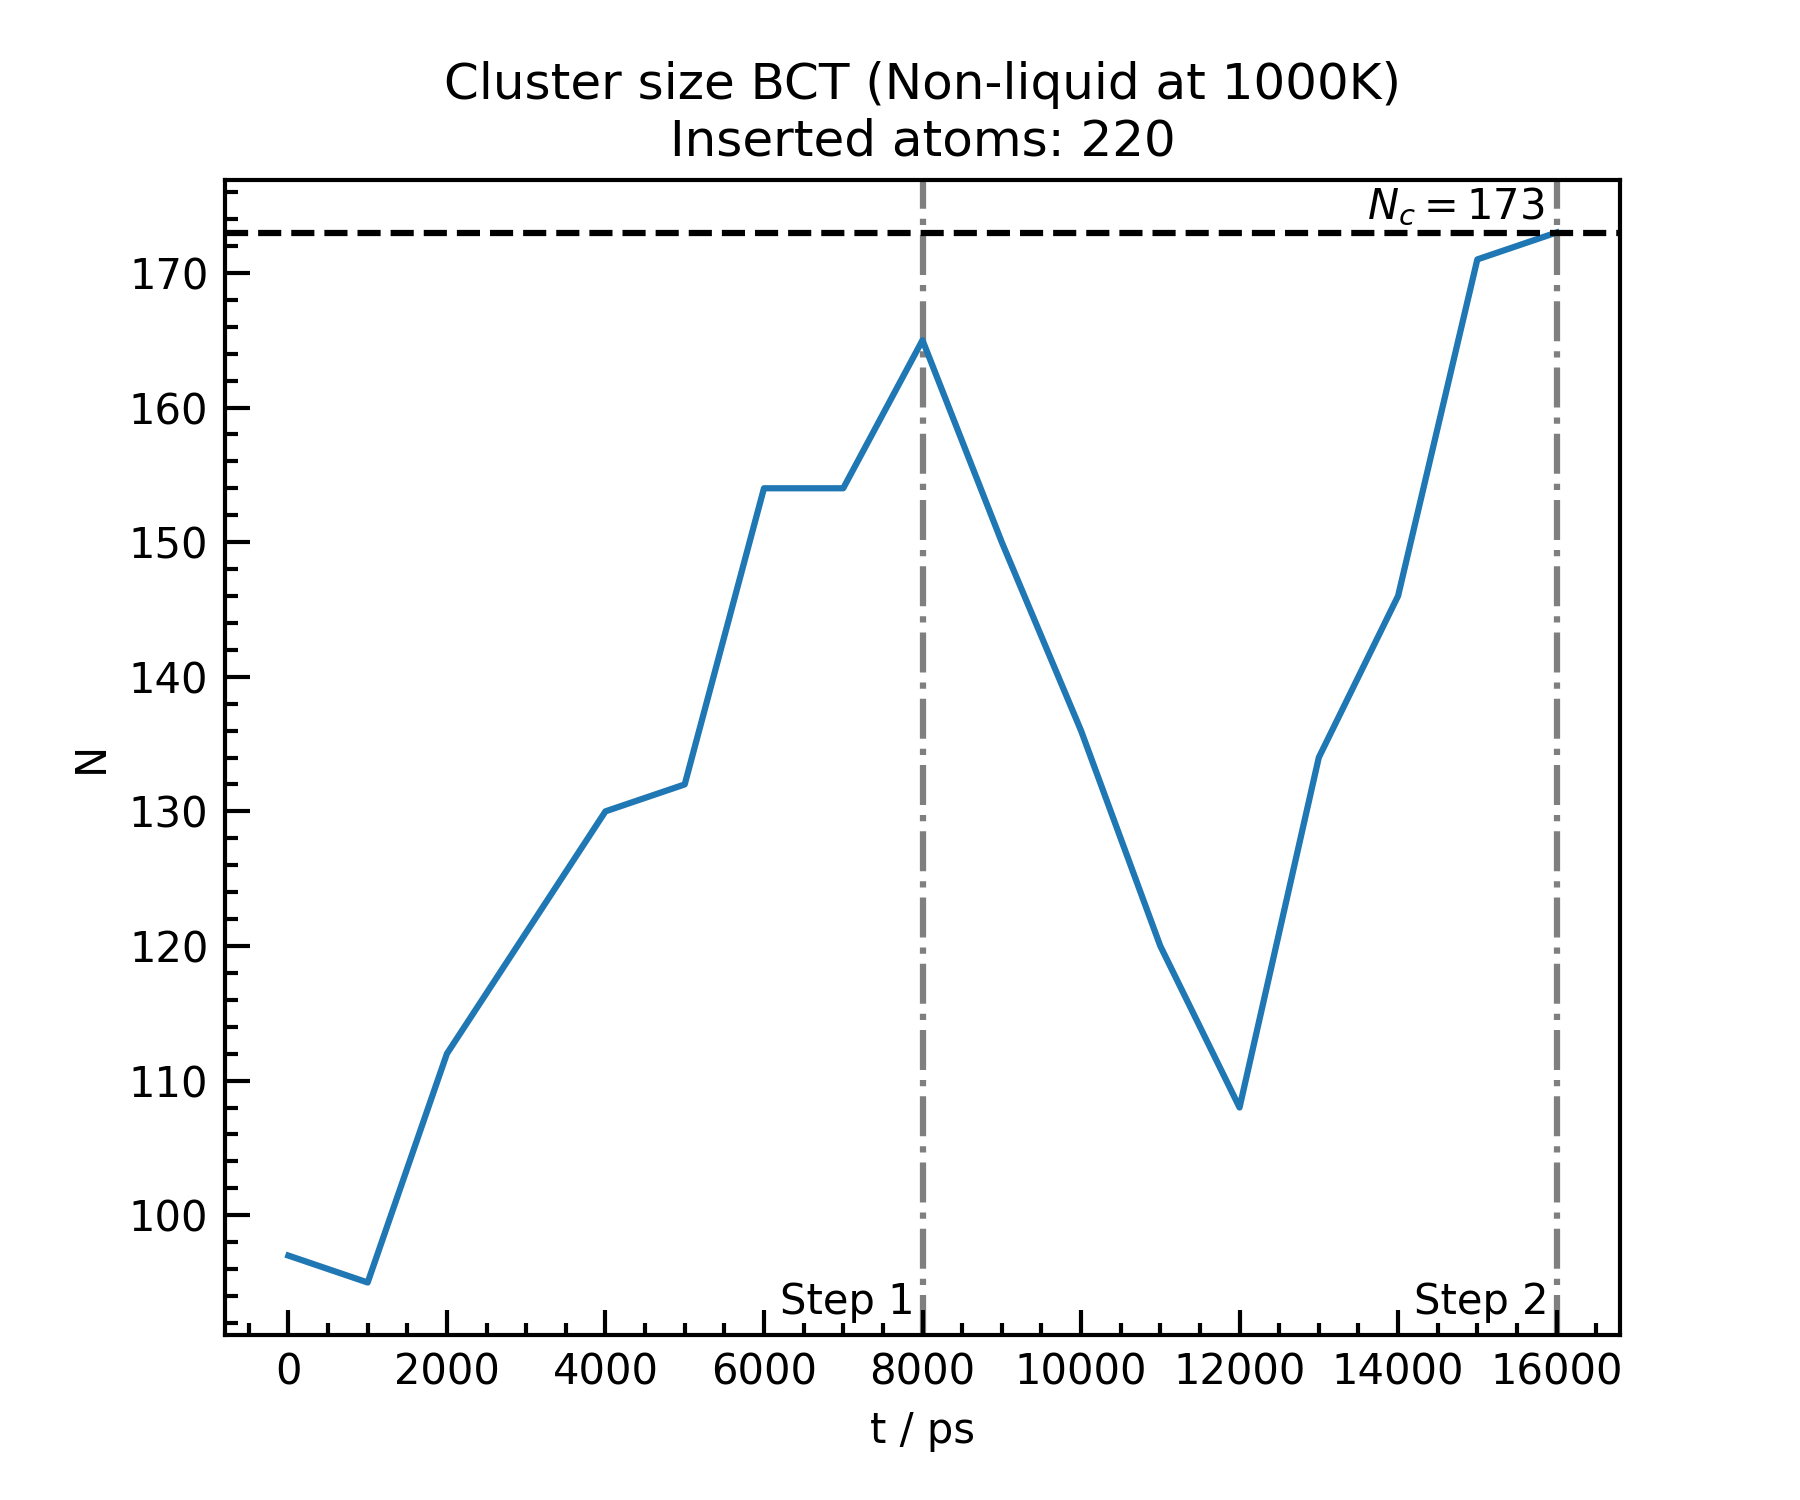 Cluster size BCT (Non-liquid at 1000K)
Inserted atoms: 220
N_c = 173
170
160
150
140
130
120
110
100
N
Step 1
Step 2
0 2000 4000 6000 8000 10000 12000 14000 16000
t / ps